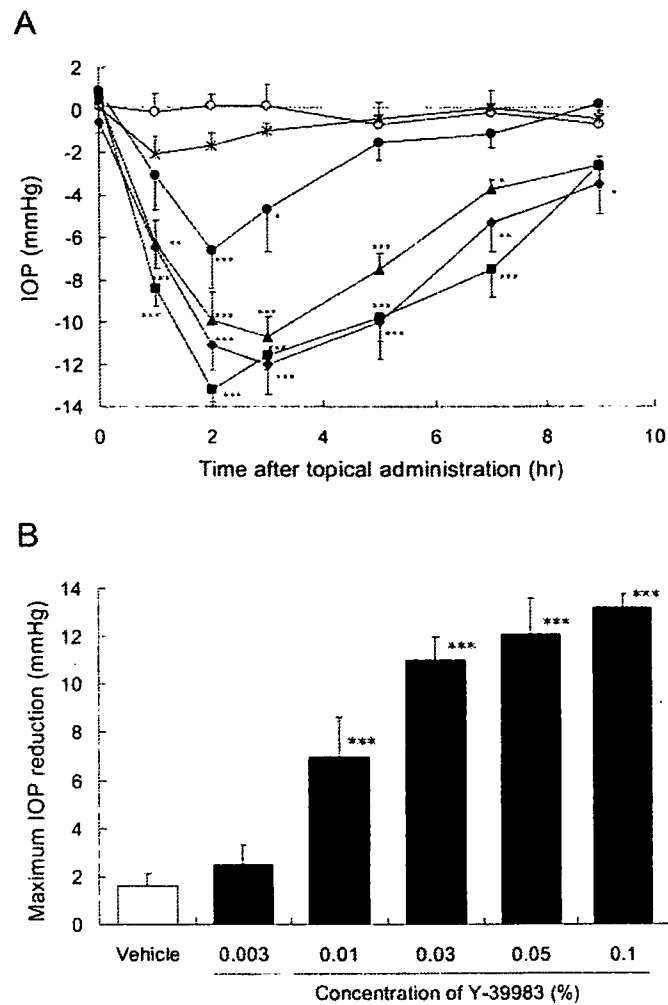 A
2
0
-2
-4
-6
-8
-10
-12
-14
IOP (mmHg)
0 2 4 6 8 10
Time after topical administration (hr)
*** *** *** ** *** *** *** *** *** * *** *** * ** *** *
B
14
12
10
8
6
4
2
0
Maximum IOP reduction (mmHg)
*** *** *** ***
Vehicle 0.003 0.01 0.03 0.05 0.1
Concentration of Y-39983 (%)